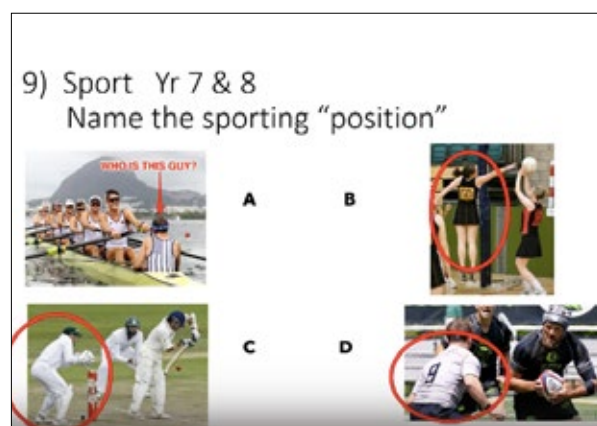 9) Sport Yr 7 & 8
Name the sporting “position”
WHO IS THIS GUY?
A B
C D
9